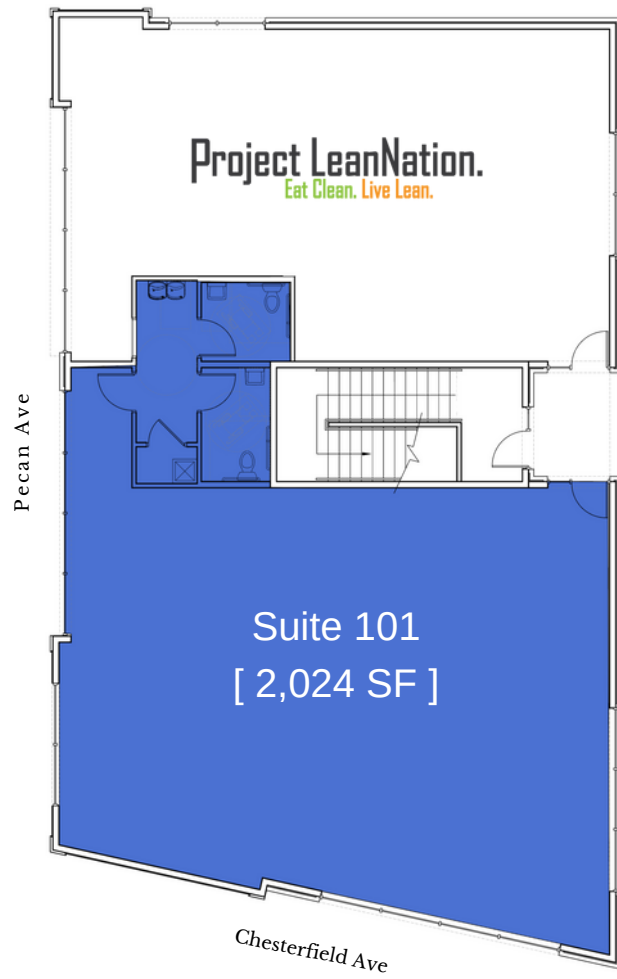 Project LeanNation.
Eat Clean. Live Lean.
Pecan Ave
Suite 101
[ 2,024 SF ]
Chesterfield Ave